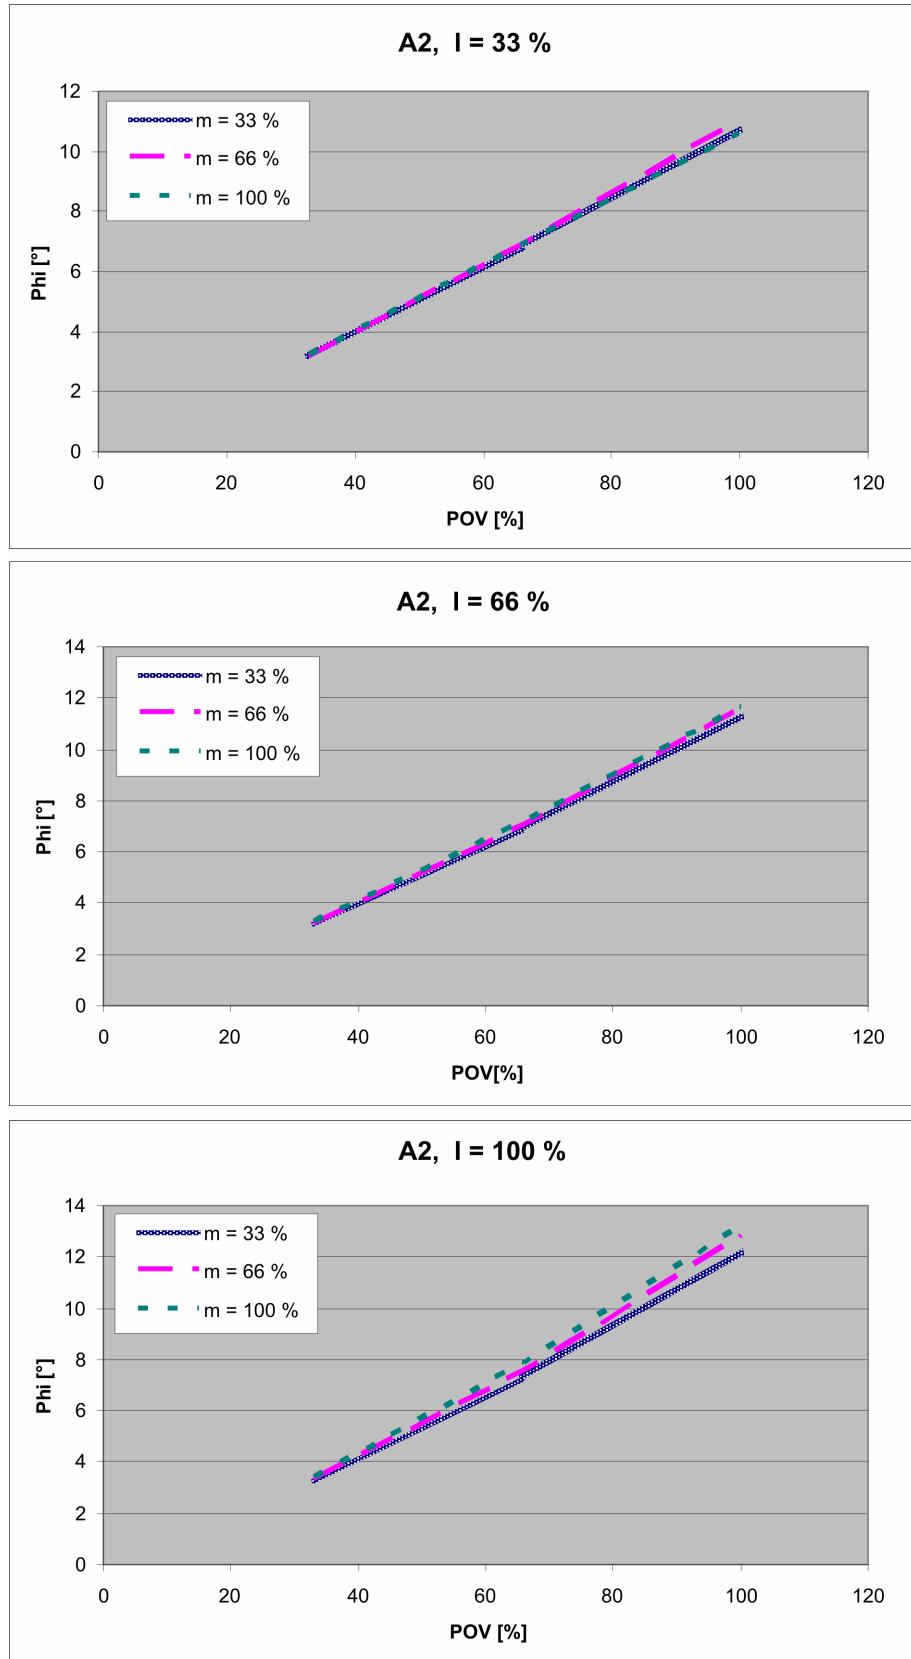 A2,  l = 33 %
12
10
8
6
4
2
0
Phi [°]
m = 33 %
m = 66 %
m = 100 %
0 20 40 60 80 100 120
POV [%]
A2,  l = 66 %
14
12
10
8
6
4
2
0
Phi [°]
m = 33 %
m = 66 %
m = 100 %
0 20 40 60 80 100 120
POV[%]
A2,  l = 100 %
14
12
10
8
6
4
2
0
Phi [°]
m = 33 %
m = 66 %
m = 100 %
0 20 40 60 80 100 120
POV [%]